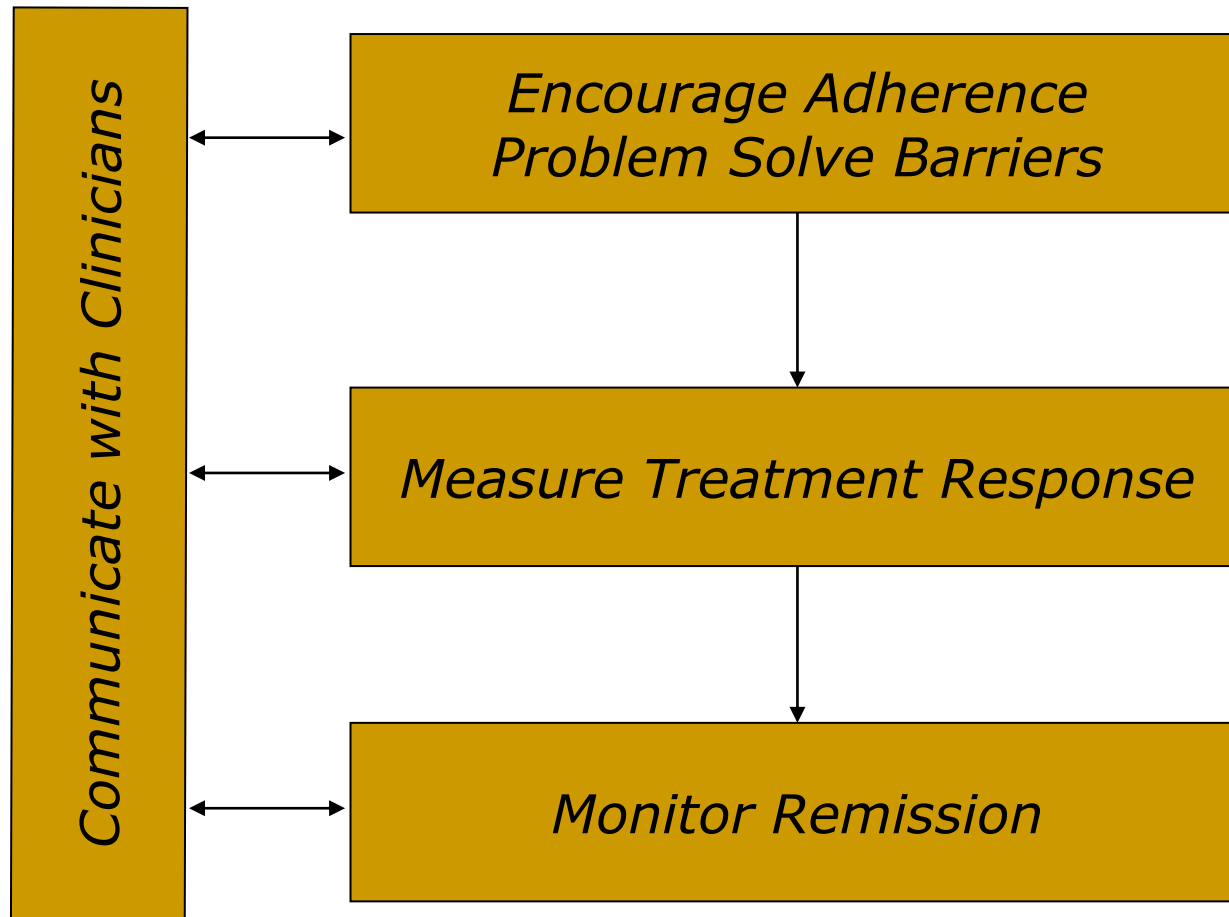 Communicate with Clinicians
Encourage Adherence
Problem Solve Barriers
Measure Treatment Response
Monitor Remission